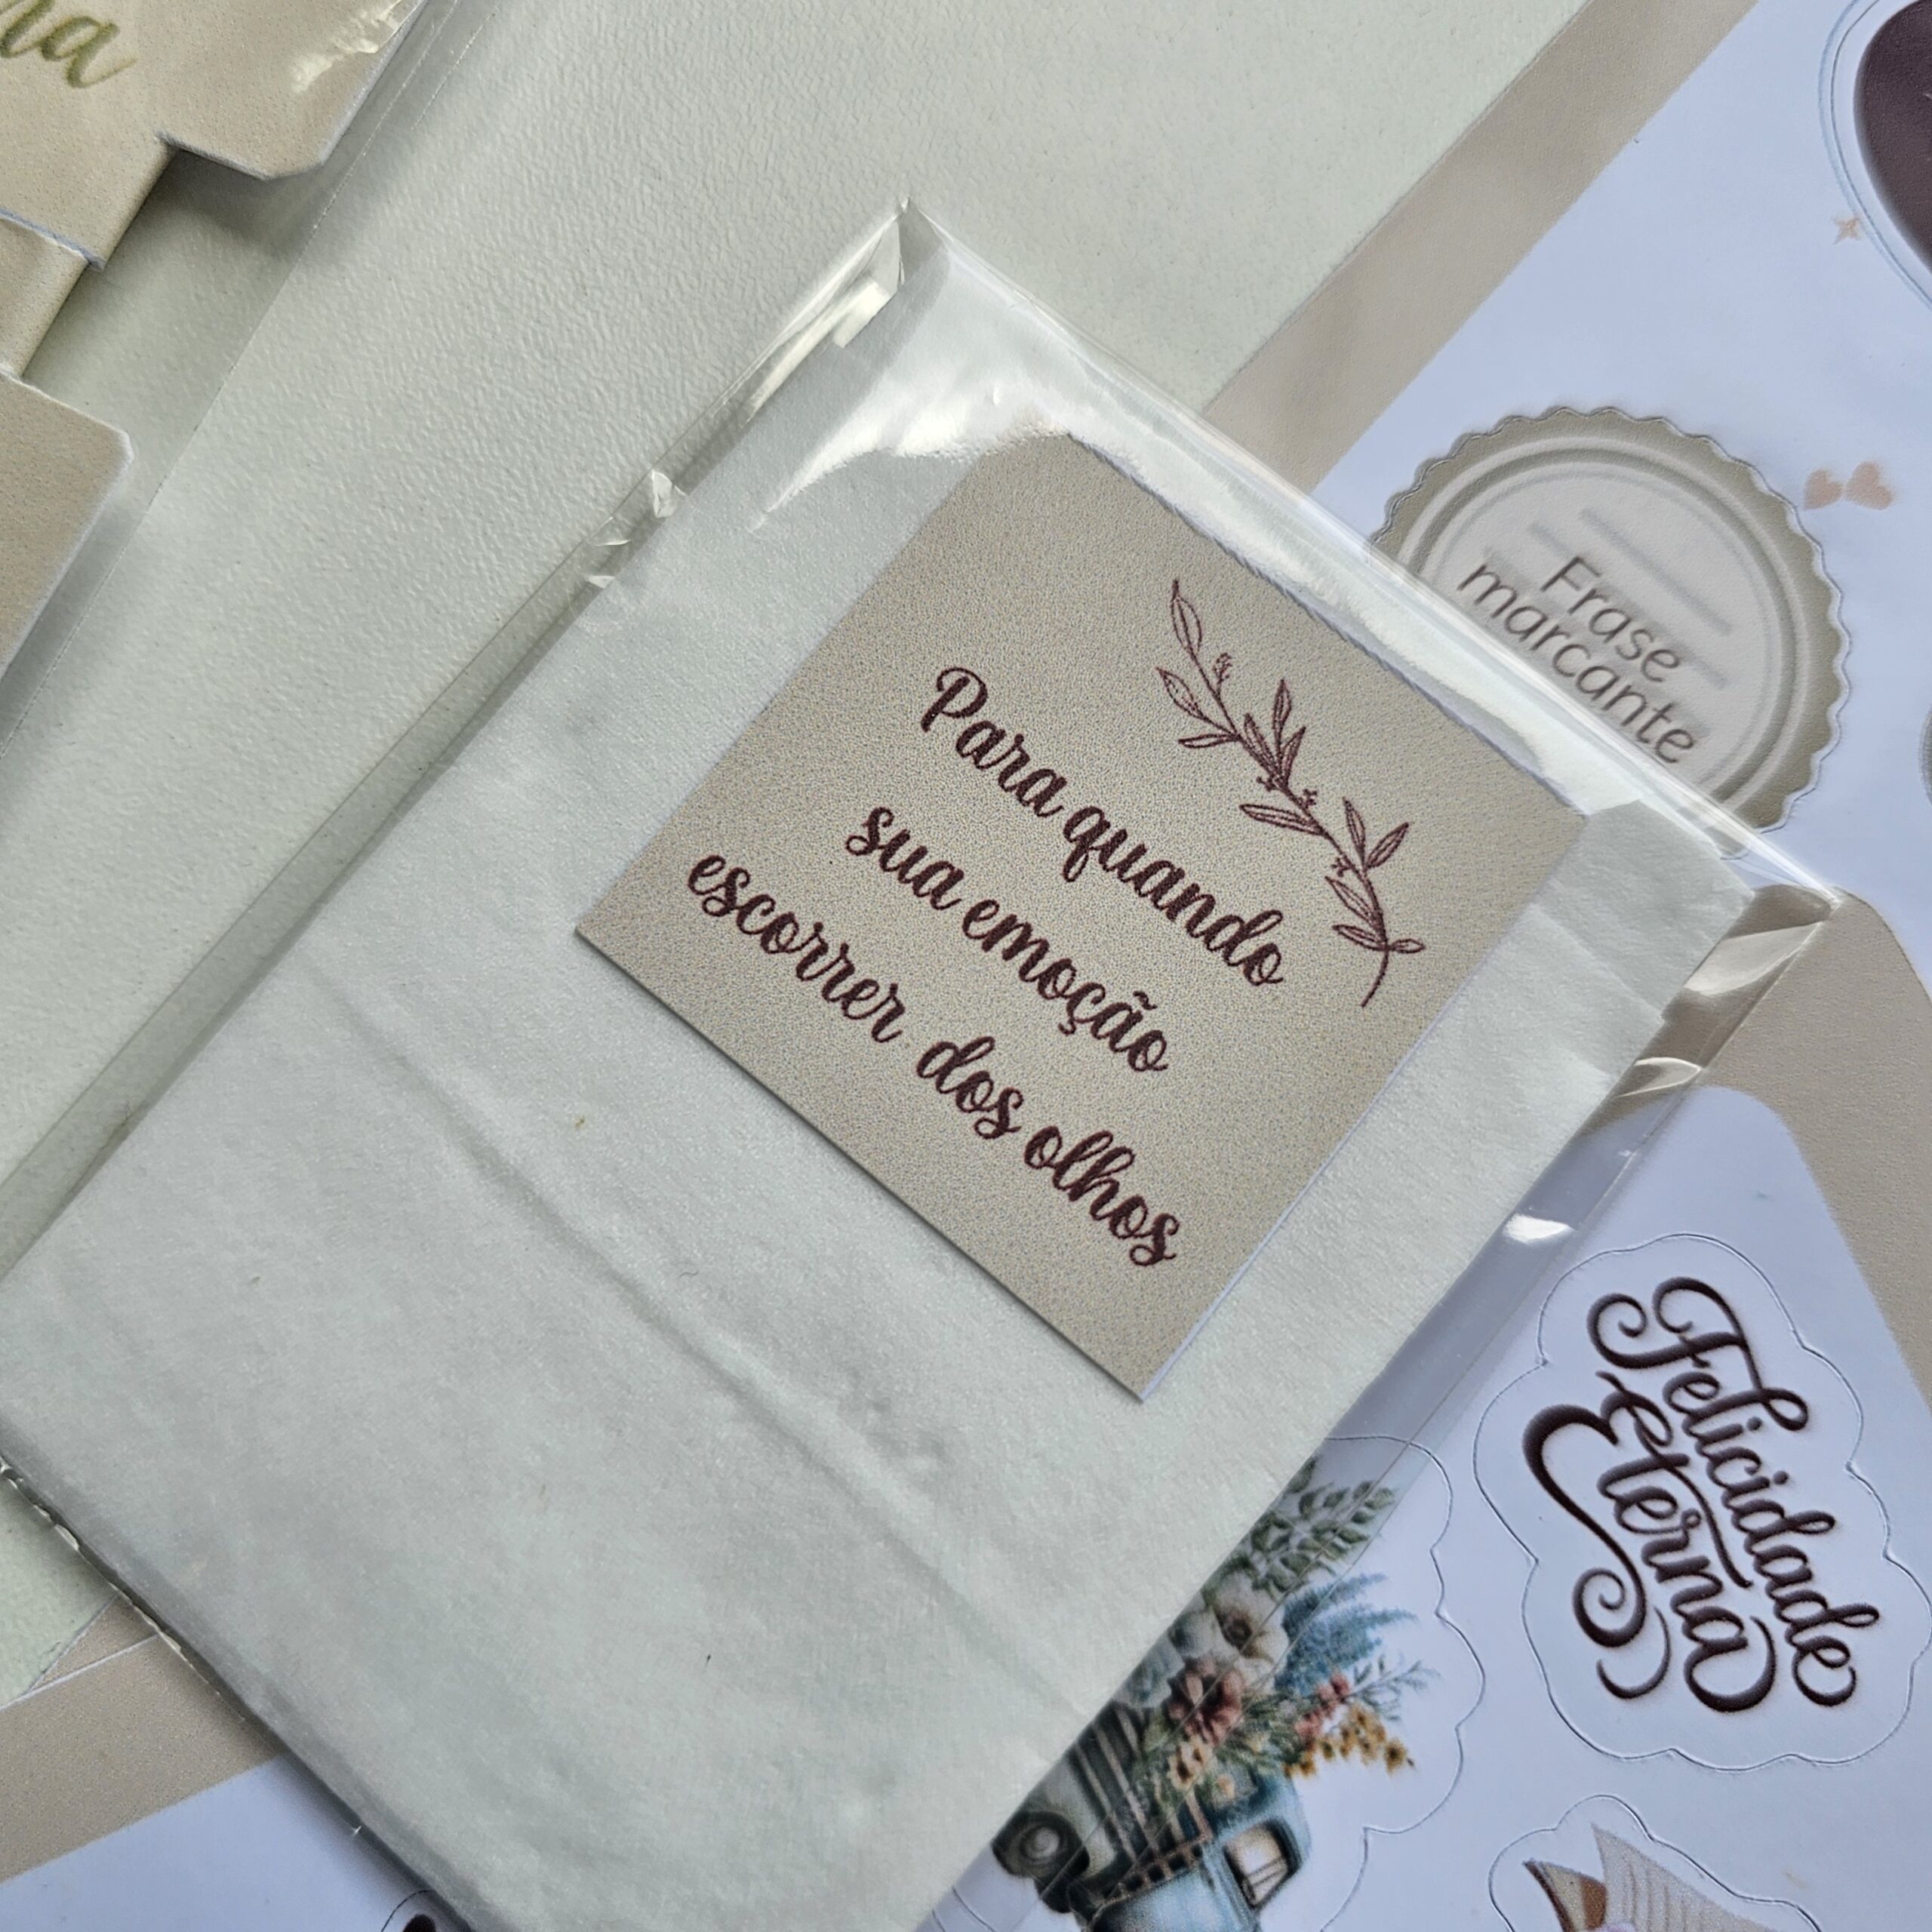 Para quando
sua emoção
escorrer dos olhos
Frase
marcante
Felicidade
Eterna